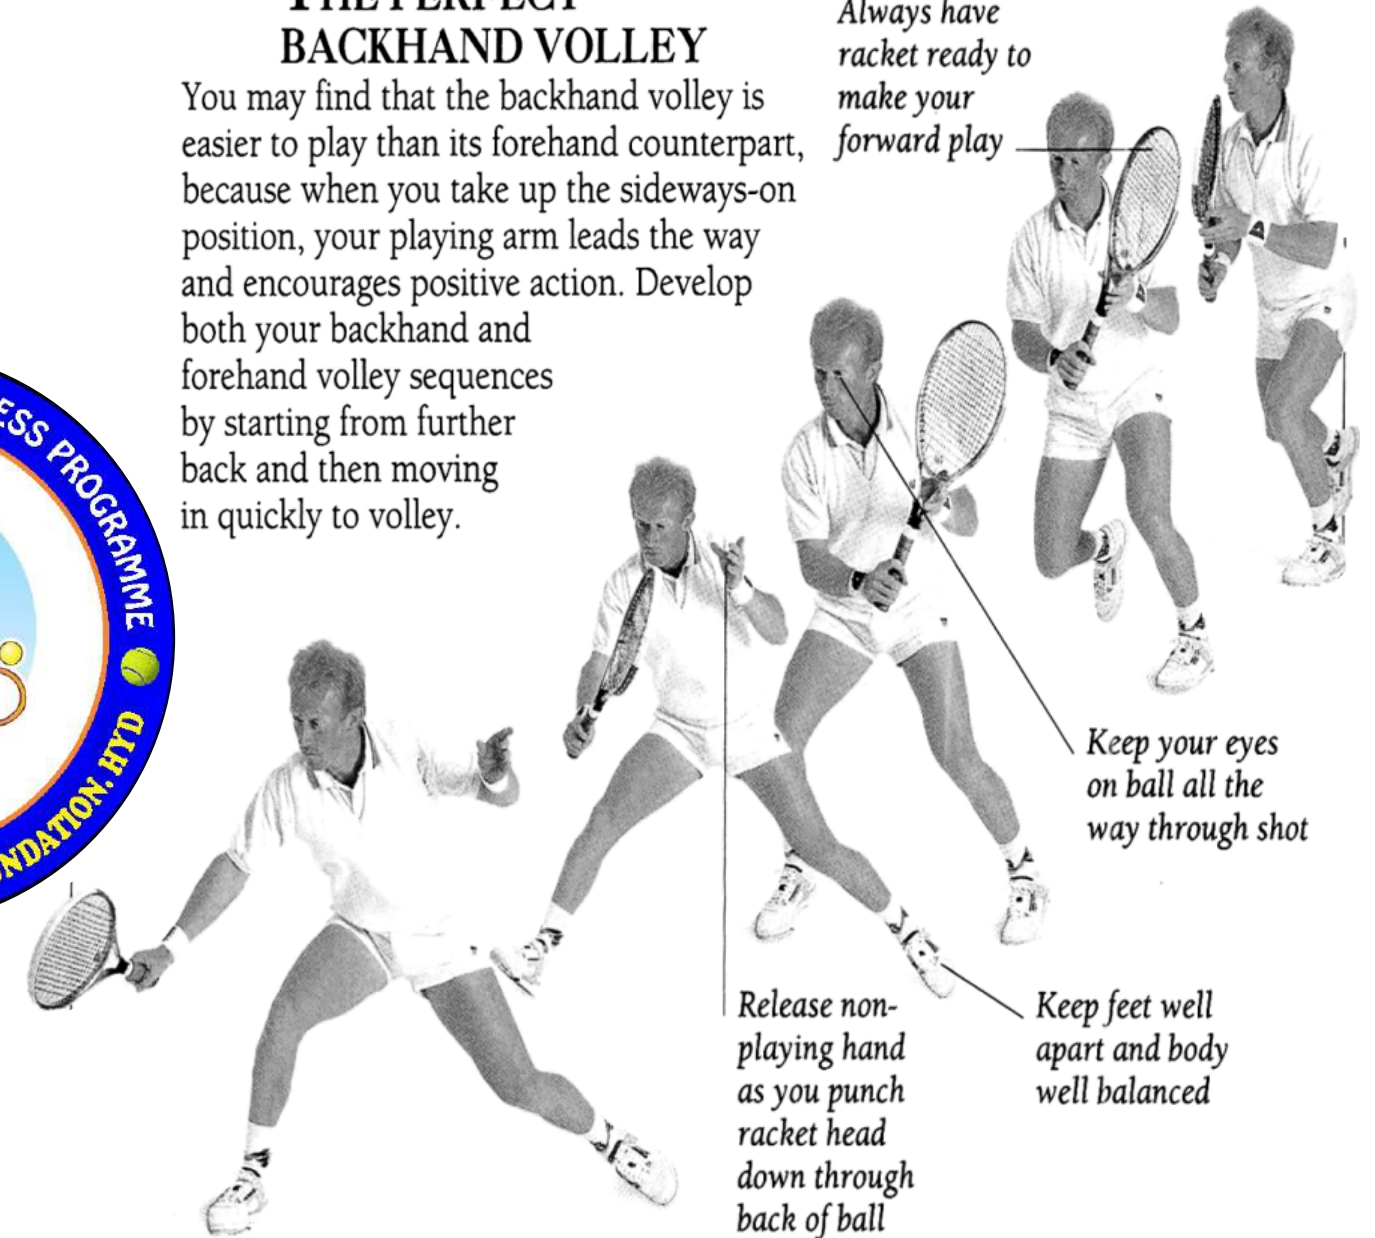 THE PERFECT
BACKHAND VOLLEY
You may find that the backhand volley is
easier to play than its forehand counterpart,
because when you take up the sideways-on
position, your playing arm leads the way
and encourages positive action. Develop
both your backhand and
forehand volley sequences
by starting from further
back and then moving
in quickly to volley.
Always have
racket ready to
make your
forward play
Keep your eyes
on ball all the
way through shot
Release non-
playing hand
as you punch
racket head
down through
back of ball
Keep feet well
apart and body
well balanced
PROGRAMME
HYD